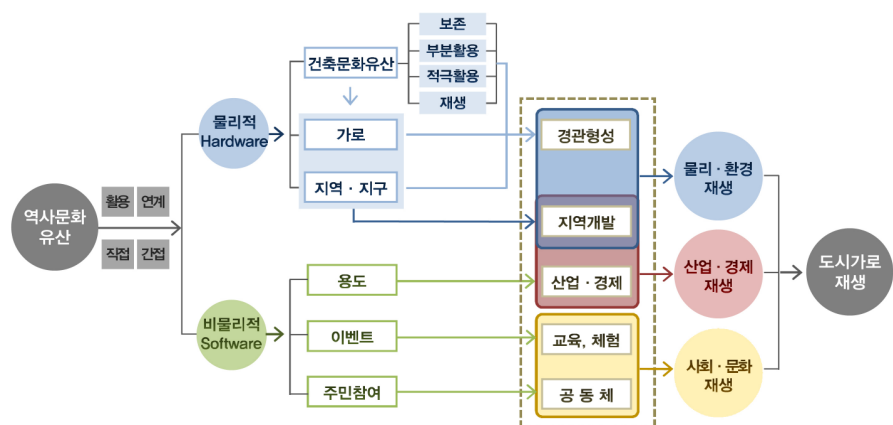 역사문화
유산
활용 연계
직접 간접
물리적
Hardware
비물리적
Software
건축문화유산
가로
지역 · 지구
보존
부분활용
적극활용
재생
용도
이벤트
주민참여
경관형성
지역개발
산업 · 경제
교육, 체험
공 동 체
물리 · 환경
재생
산업 · 경제
재생
사회 · 문화
재생
도시가로
재생